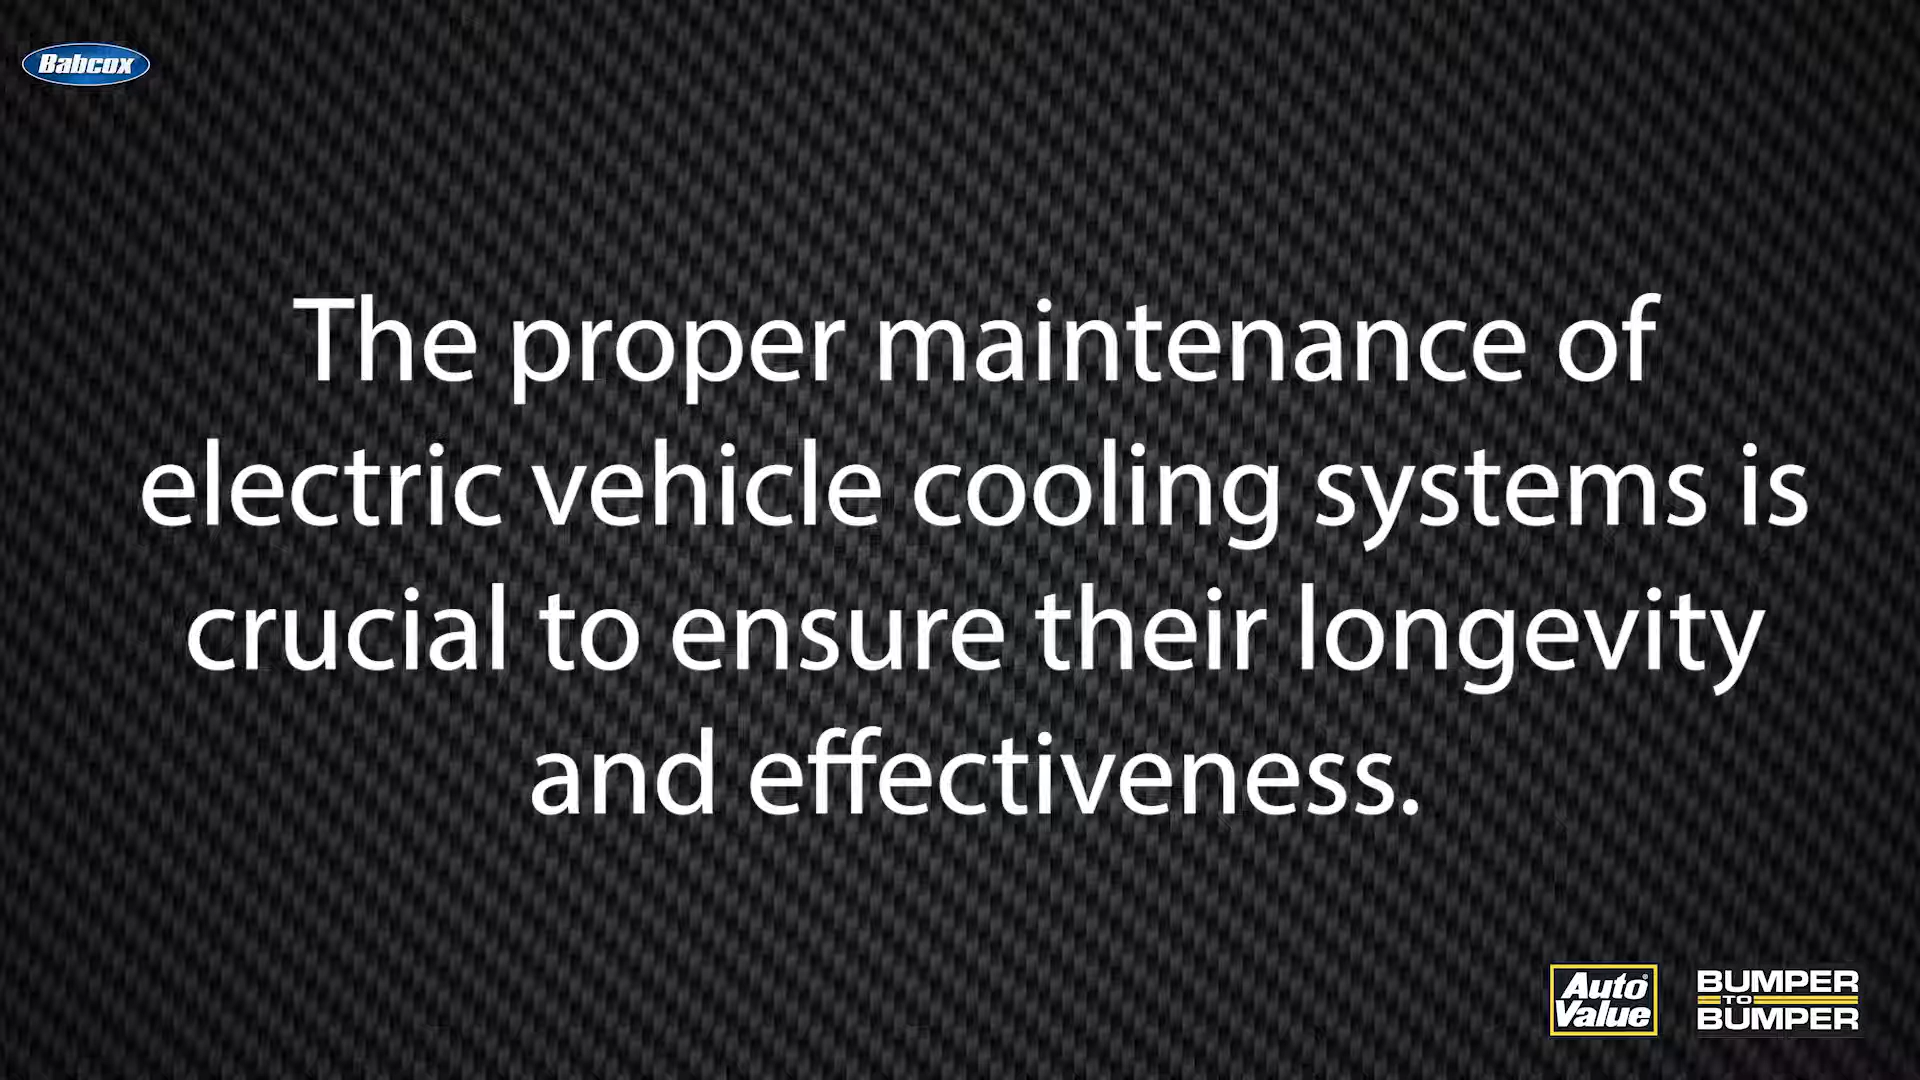 Babcox
The proper maintenance of
electric vehicle cooling systems is
crucial to ensure their longevity
and effectiveness.
Auto
Value
BUMPER
TO
BUMPER